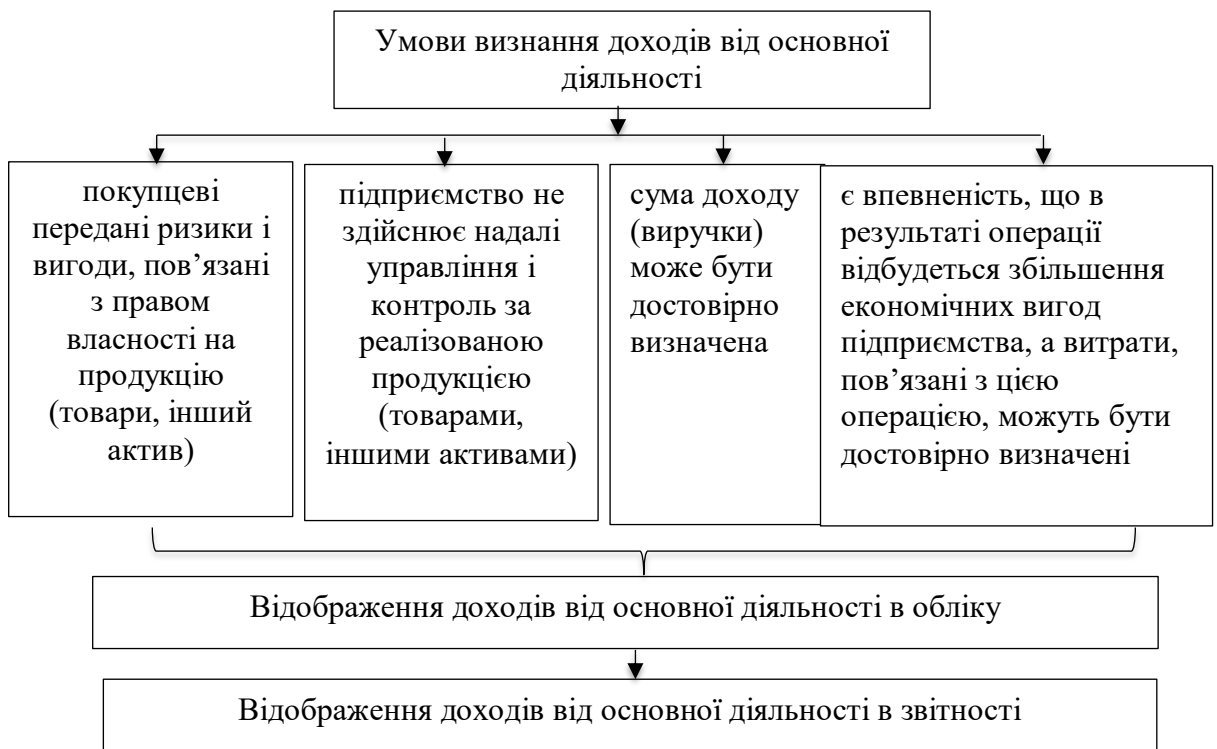 Умови визнання доходів від основної
діяльності
покупцеві
передані ризики і
вигоди, пов’язані
з правом
власності на
продукцію
(товари, інший
актив)
підприємство не
здійснює надалі
управління і
контроль за
реалізованою
продукцією
(товарами,
іншими активами)
сума доходу
(виручки)
може бути
достовірно
визначена
є впевненість, що в
результаті операції
відбудеться збільшення
економічних вигод
підприємства, а витрати,
пов’язані з цією
операцією, можуть бути
достовірно визначені
Відображення доходів від основної діяльності в обліку
Відображення доходів від основної діяльності в звітності